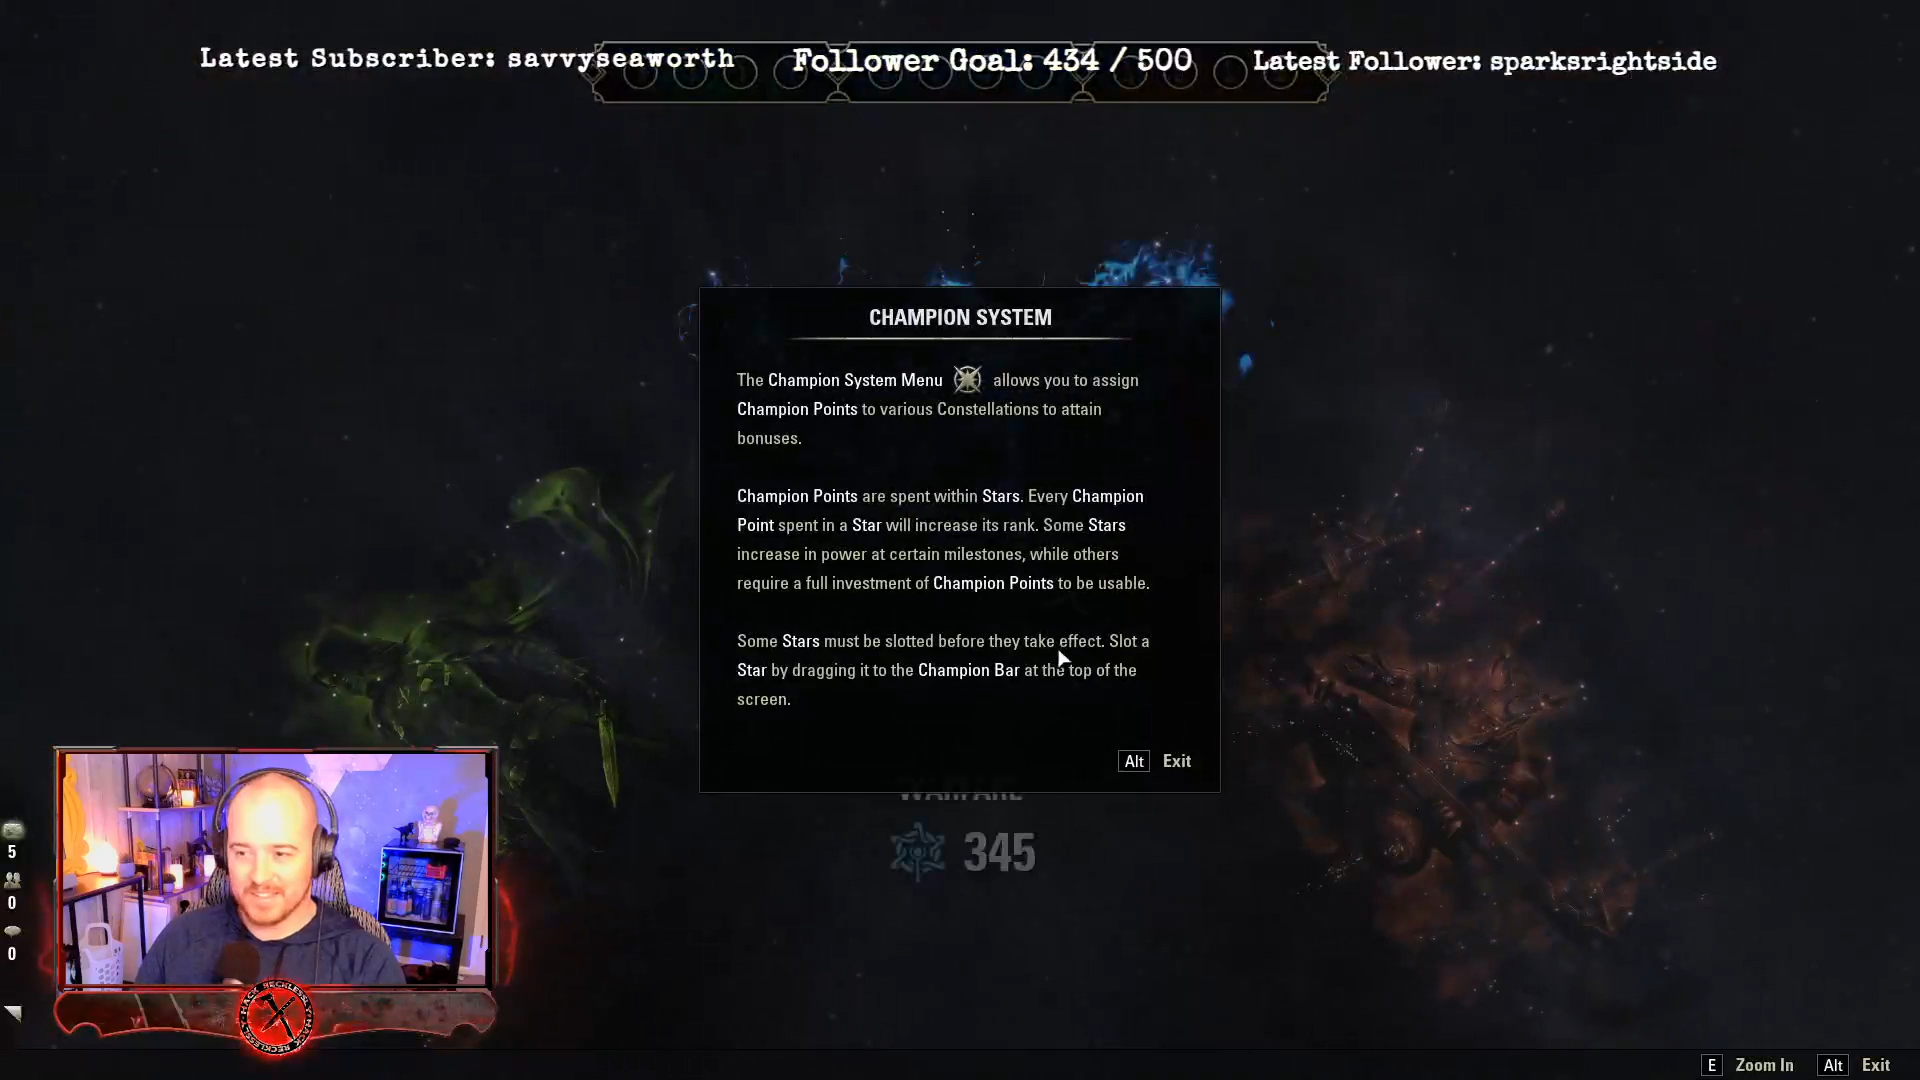 Latest Subscriber: savvyseaworth
Follower Goal: 434 / 500
Latest Follower: sparksrightside
CHAMPION SYSTEM
The Champion System Menu allows you to assign
Champion Points to various Constellations to attain
bonuses.
Champion Points are spent within Stars. Every Champion
Point spent in a Star will increase its rank. Some Stars
increase in power at certain milestones, while others
require a full investment of Champion Points to be usable.
Some Stars must be slotted before they take effect. Slot a
Star by dragging it to the Champion Bar at the top of the
screen.
Alt Exit
WARFARE
345
5
0
0
HACK RECKLESSLY HACK RECKLESSLY
E Zoom In Alt Exit